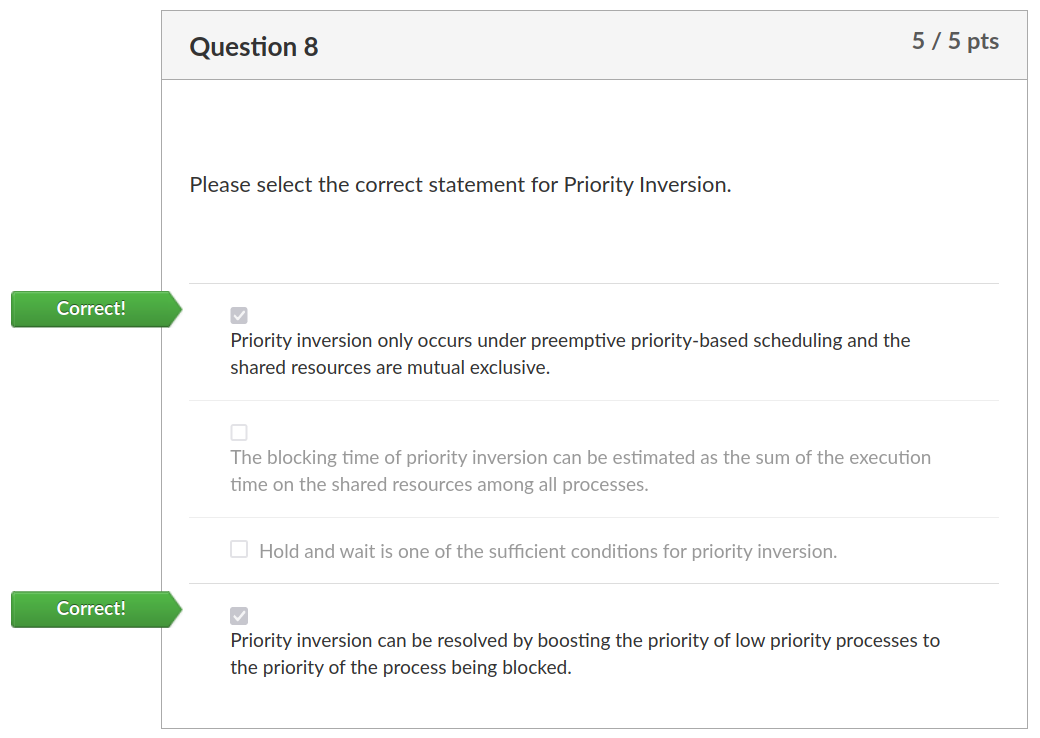 Question 8
5 / 5 pts
Please select the correct statement for Priority Inversion.
Correct!
Priority inversion only occurs under preemptive priority-based scheduling and the
shared resources are mutual exclusive.
The blocking time of priority inversion can be estimated as the sum of the execution
time on the shared resources among all processes.
Hold and wait is one of the sufficient conditions for priority inversion.
Correct!
Priority inversion can be resolved by boosting the priority of low priority processes to
the priority of the process being blocked.